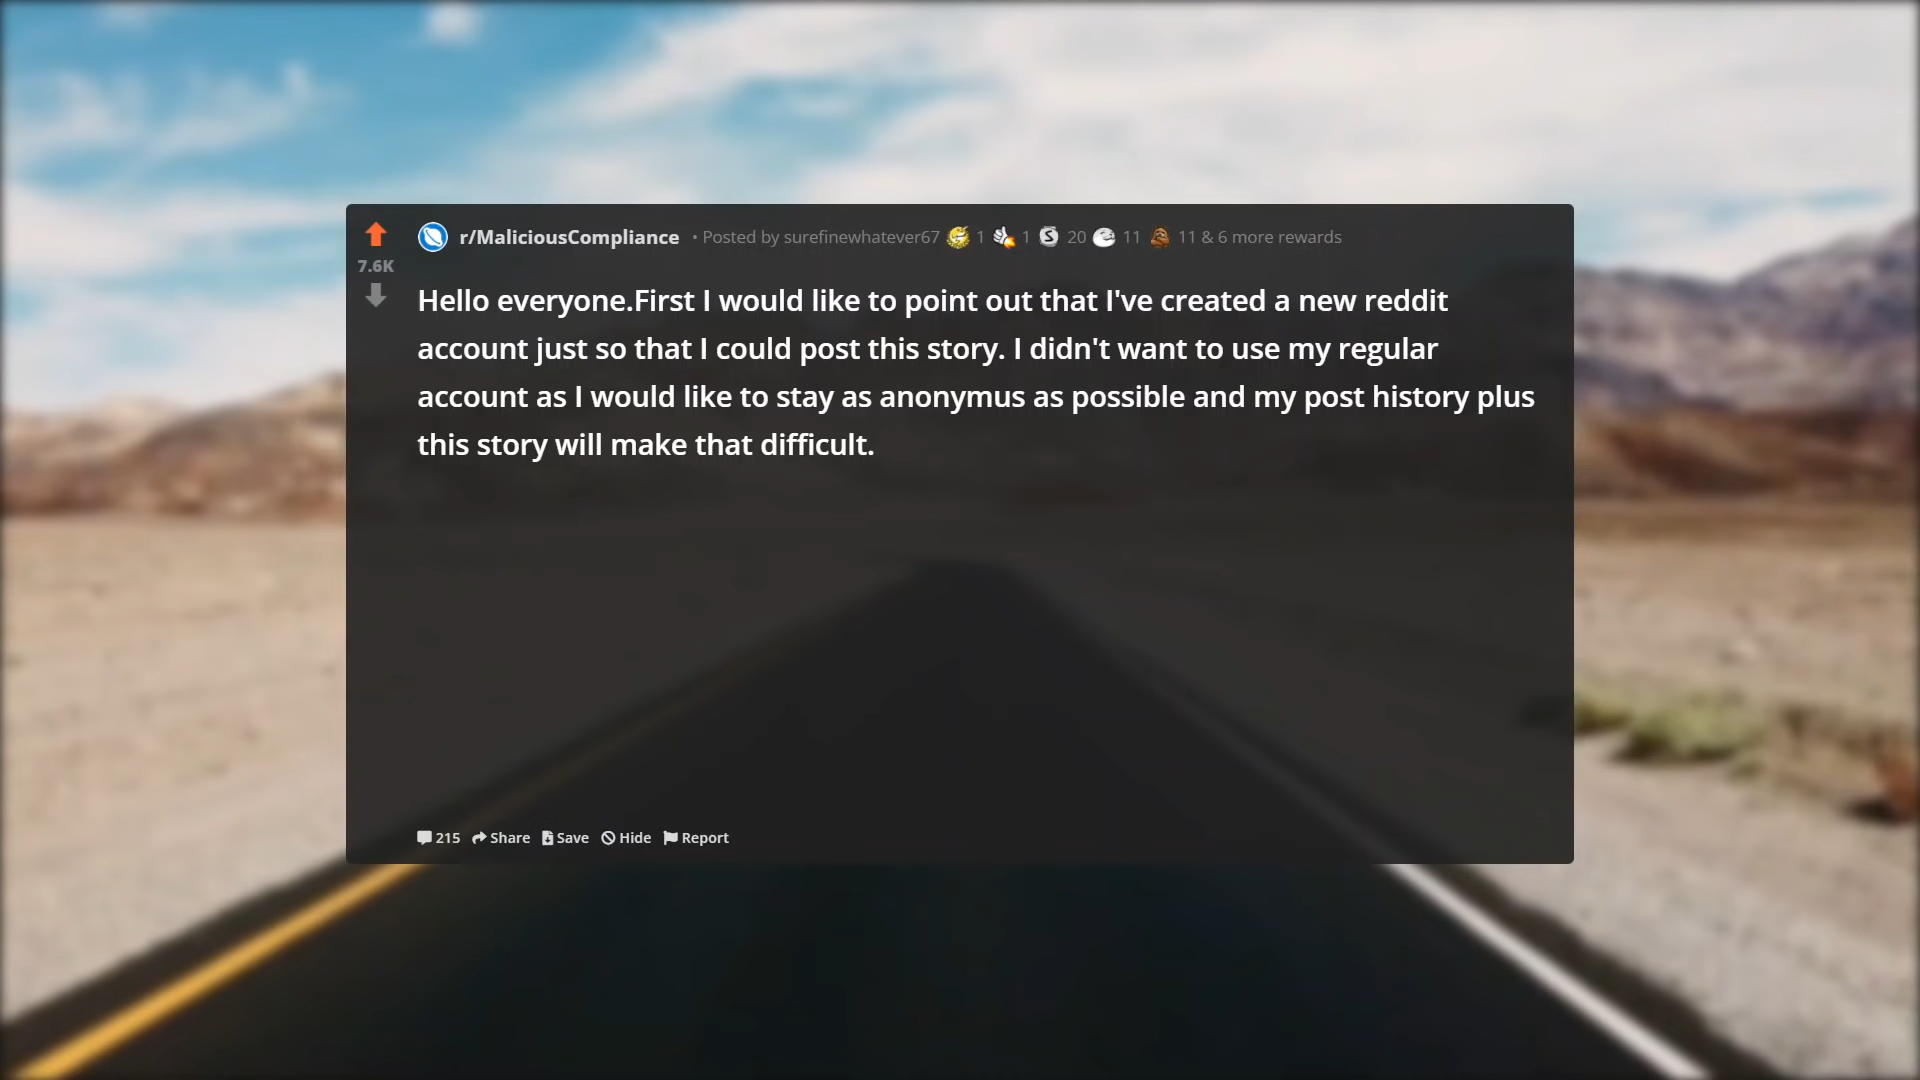 r/MaliciousCompliance • Posted by surefinewhatever67 1 1 20 11 11 & 6 more rewards
7.6K
Hello everyone.First I would like to point out that I've created a new reddit
account just so that I could post this story. I didn't want to use my regular
account as I would like to stay as anonymus as possible and my post history plus
this story will make that difficult.
215 Share Save Hide Report